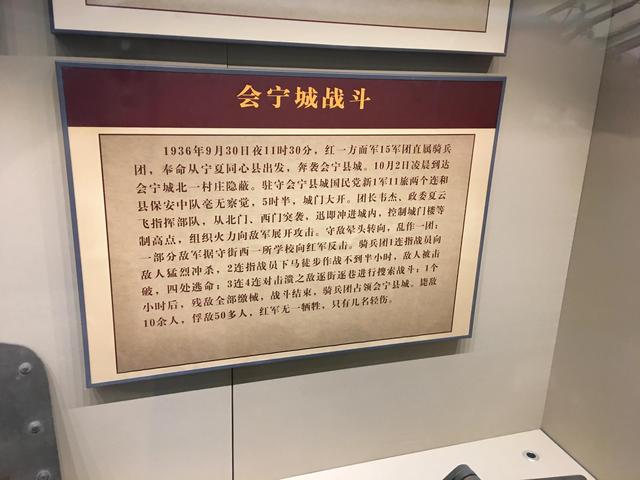 会宁城战斗
1936年9月30日夜11时30分，红一方面军15军团直属骑兵
团，奉命从宁夏同心县出发，奔袭会宁县城。10月2日凌晨到达
会宁城北一村庄隐蔽。驻守会宁县城国民党新1军11旅两个连和
县保安中队毫无察觉，5时半，城门大开。团长韦杰、政委夏云
飞指挥部队，从北门、西门突袭，迅即冲进城内，控制城门楼等
制高点，组织火力向敌军展开攻击。守敌晕头转向，乱作一团；
一部分敌军据守街西一所学校向红军反击。骑兵团1连指战员向
敌人猛烈冲杀，2连指战员下马徒步作战不到半小时，敌人被击
破，四处逃命；3连4连对击溃之敌逐街逐巷进行搜索战斗；1个
小时后，残敌全部缴械，战斗结束，骑兵团占领会宁县城。毙敌
10余人，俘敌50多人，红军无一牺牲，只有几名轻伤。